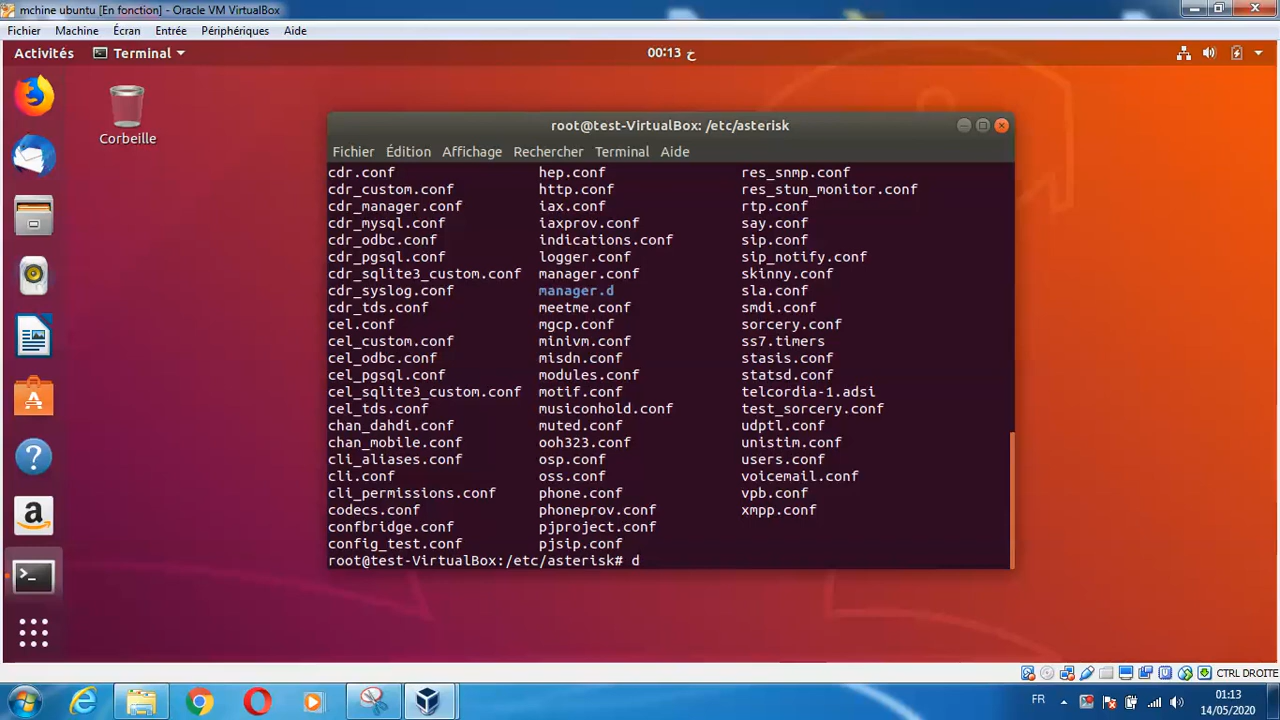 mchine ubuntu [En fonction] - Oracle VM VirtualBox
Fichier Machine Écran Entrée Périphériques Aide
Activités Terminal 00:13 خ
Corbeille
root@test-VirtualBox: /etc/asterisk
Fichier Édition Affichage Rechercher Terminal Aide
cdr.conf hep.conf res_snmp.conf
cdr_custom.conf http.conf res_stun_monitor.conf
cdr_manager.conf iax.conf rtp.conf
cdr_mysql.conf iaxprov.conf say.conf
cdr_odbc.conf indications.conf sip.conf
cdr_pgsql.conf logger.conf sip_notify.conf
cdr_sqlite3_custom.conf manager.conf skinny.conf
cdr_syslog.conf manager.d sla.conf
cdr_tds.conf meetme.conf smdi.conf
cel.conf mgcp.conf sorcery.conf
cel_custom.conf minivm.conf ss7.timers
cel_odbc.conf misdn.conf stasis.conf
cel_pgsql.conf modules.conf statsd.conf
cel_sqlite3_custom.conf motif.conf telcordia-1.adsi
cel_tds.conf musiconhold.conf test_sorcery.conf
chan_dahdi.conf muted.conf udptl.conf
chan_mobile.conf ooh323.conf unistim.conf
cli_aliases.conf osp.conf users.conf
cli.conf oss.conf voicemail.conf
cli_permissions.conf phone.conf vpb.conf
codecs.conf phoneprov.conf xmpp.conf
confbridge.conf pjproject.conf
config_test.conf pjsip.conf
root@test-VirtualBox:/etc/asterisk# d
CTRL DROITE
FR 01:13
14/05/2020